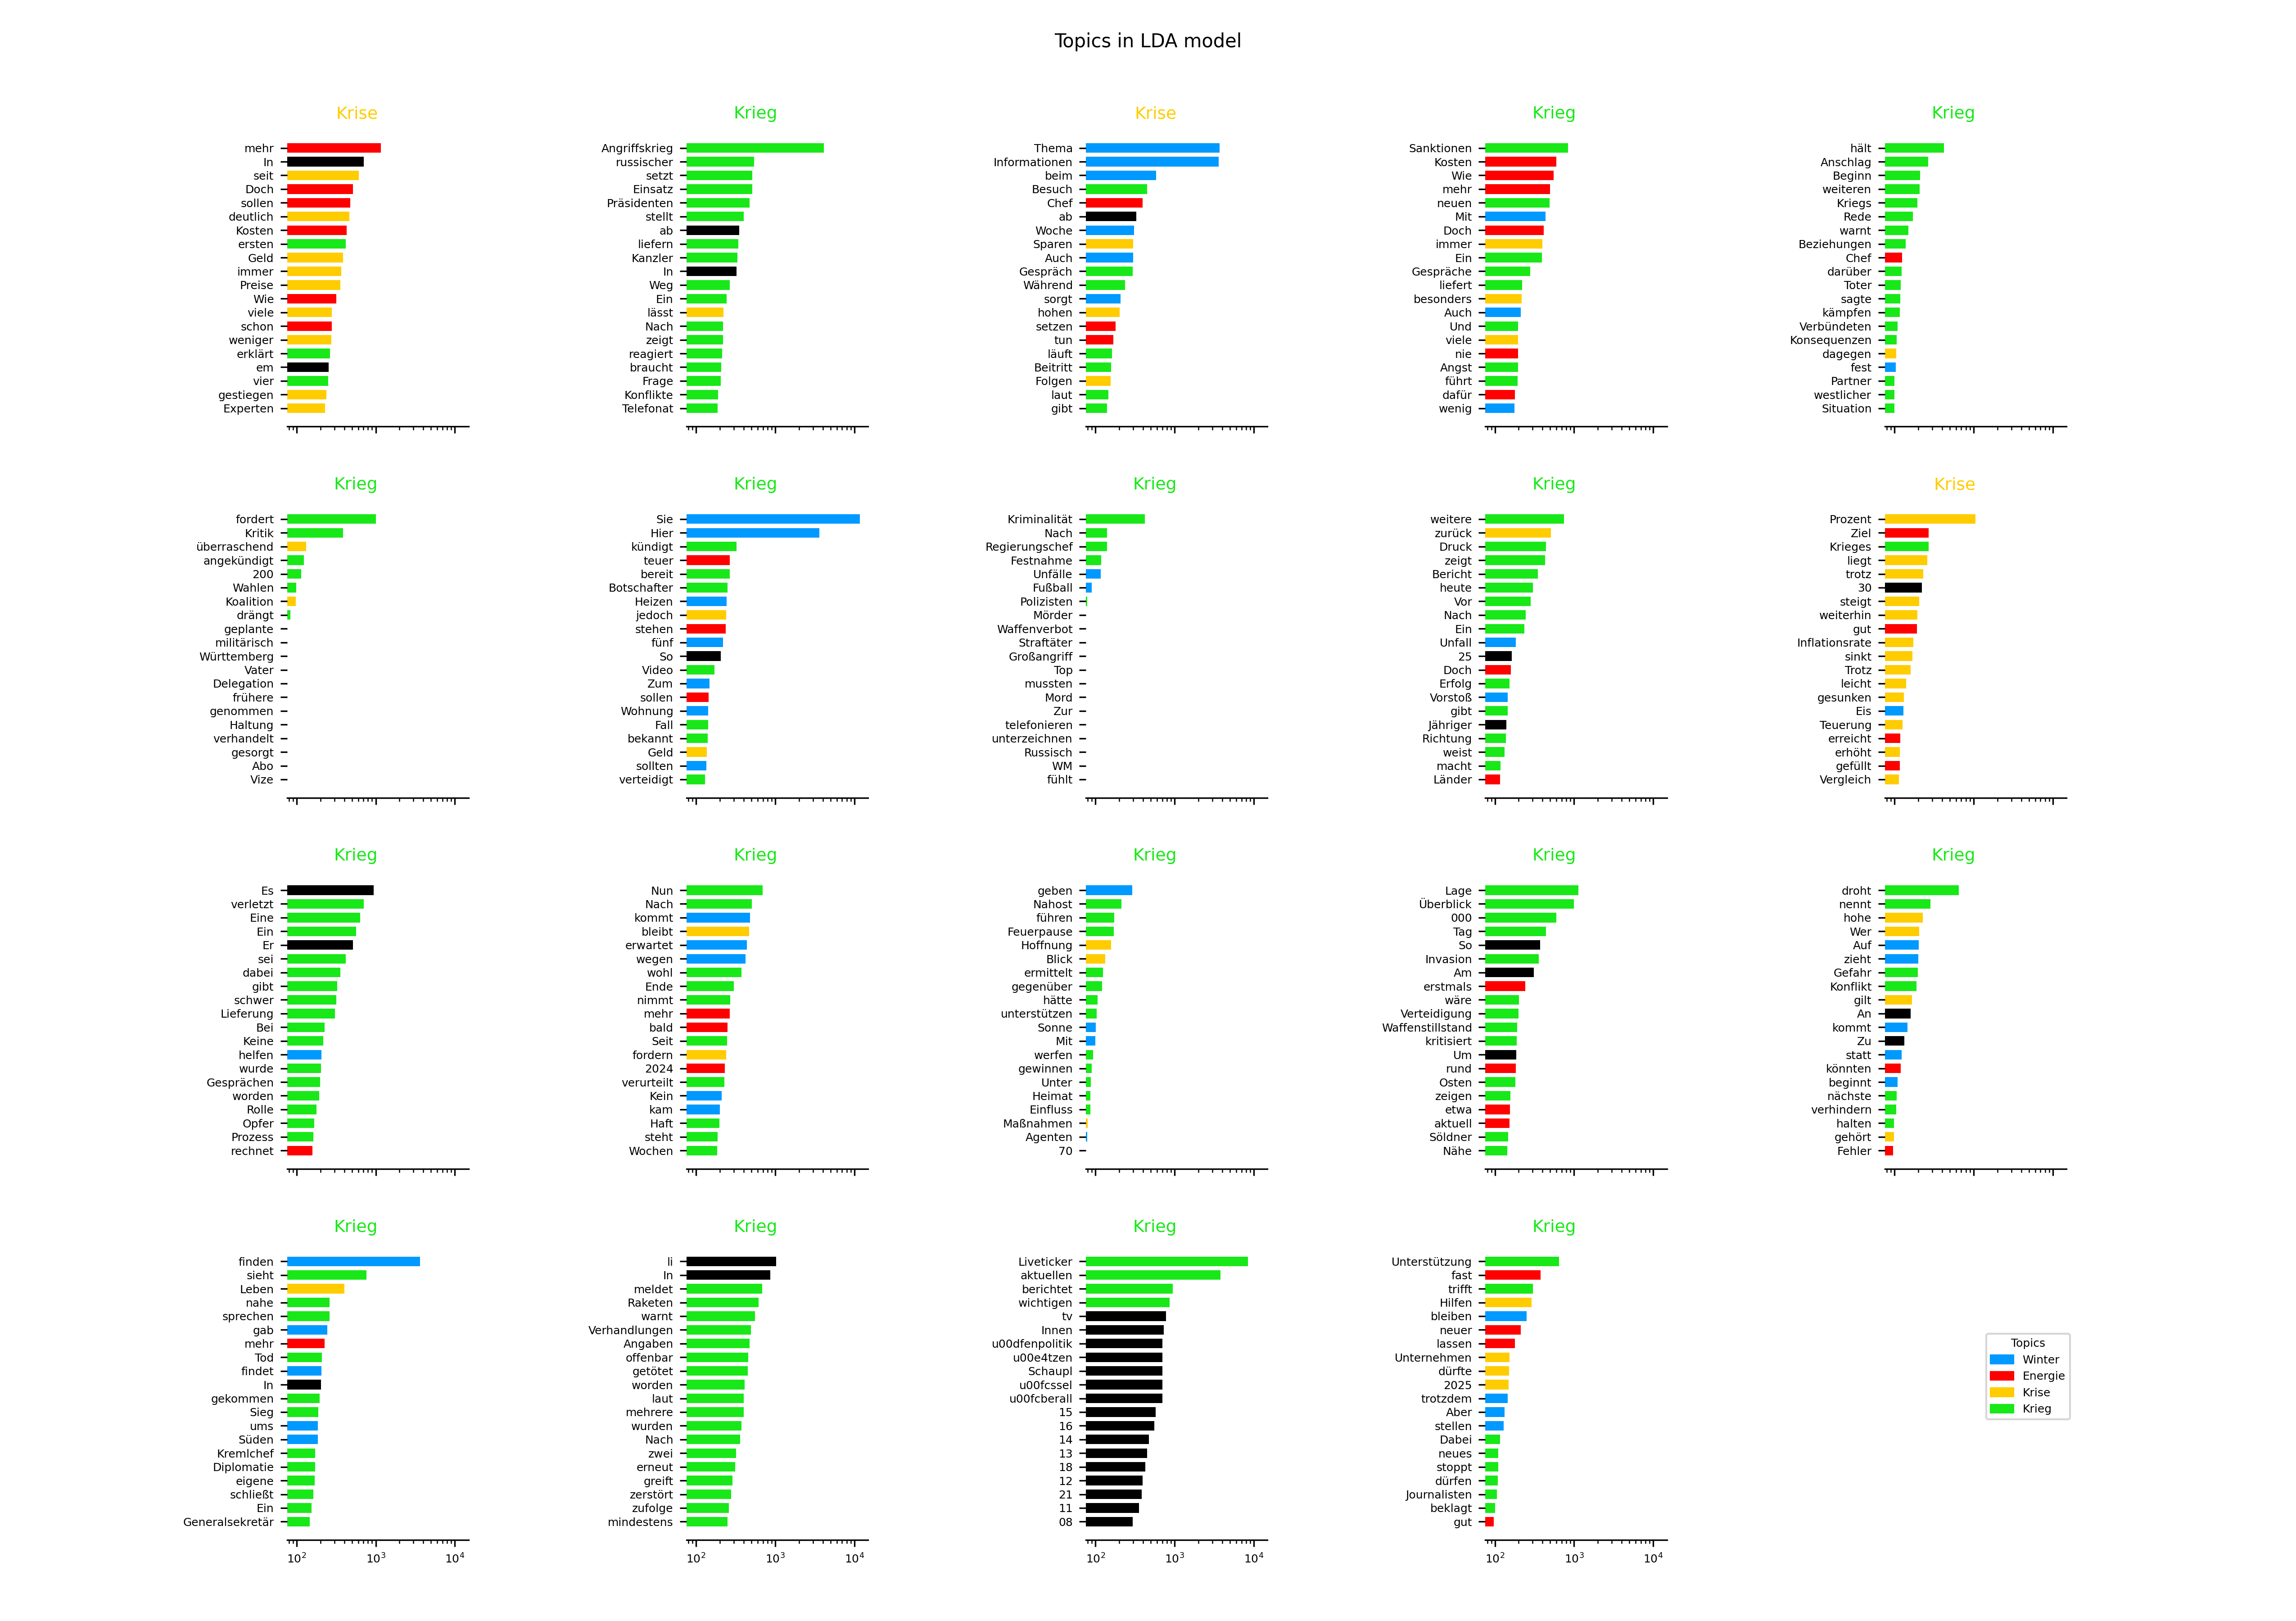 Topics in LDA model
Krise
mehr
In
seit
Doch
sollen
deutlich
Kosten
ersten
Geld
immer
Preise
Wie
viele
schon
weniger
erklärt
em
vier
gestiegen
Experten
Krieg
Angriffskrieg
russischer
setzt
Einsatz
Präsidenten
stellt
ab
liefern
Kanzler
In
Weg
Ein
lässt
Nach
zeigt
reagiert
braucht
Frage
Konflikte
Telefonat
Krise
Thema
Informationen
beim
Besuch
Chef
ab
Woche
Sparen
Auch
Gespräch
Während
sorgt
hohen
setzen
tun
läuft
Beitritt
Folgen
laut
gibt
Krieg
Sanktionen
Kosten
Wie
mehr
neuen
Mit
Doch
immer
Ein
Gespräche
liefert
besonders
Auch
Und
viele
nie
Angst
führt
dafür
wenig
Krieg
hält
Anschlag
Beginn
weiteren
Kriegs
Rede
warnt
Beziehungen
Chef
darüber
Toter
sagte
kämpfen
Verbündeten
Konsequenzen
dagegen
fest
Partner
westlicher
Situation
Krieg
fordert
Kritik
überraschend
angekündigt
200
Wahlen
Koalition
drängt
geplante
militärisch
Württemberg
Vater
Delegation
frühere
genommen
Haltung
verhandelt
gesorgt
Abo
Vize
Krieg
Sie
Hier
kündigt
teuer
bereit
Botschafter
Heizen
jedoch
stehen
fünf
So
Video
Zum
sollen
Wohnung
Fall
bekannt
Geld
sollten
verteidigt
Krieg
Kriminalität
Nach
Regierungschef
Festnahme
Unfälle
Fußball
Polizisten
Mörder
Waffenverbot
Straftäter
Großangriff
Top
mussten
Mord
Zur
telefonieren
unterzeichnen
Russisch
WM
fühlt
Krieg
weitere
zurück
Druck
zeigt
Bericht
heute
Vor
Nach
Ein
Unfall
25
Doch
Erfolg
Vorstoß
gibt
Jähriger
Richtung
weist
macht
Länder
Krise
Prozent
Ziel
Krieges
liegt
trotz
30
steigt
weiterhin
gut
Inflationsrate
sinkt
Trotz
leicht
gesunken
Eis
Teuerung
erreicht
erhöht
gefüllt
Vergleich
Krieg
Es
verletzt
Eine
Ein
Er
sei
dabei
gibt
schwer
Lieferung
Bei
Keine
helfen
wurde
Gesprächen
worden
Rolle
Opfer
Prozess
rechnet
Krieg
Nun
Nach
kommt
bleibt
erwartet
wegen
wohl
Ende
nimmt
mehr
bald
Seit
fordern
2024
verurteilt
Kein
kam
Haft
steht
Wochen
Krieg
geben
Nahost
führen
Feuerpause
Hoffnung
Blick
ermittelt
gegenüber
hätte
unterstützen
Sonne
Mit
werfen
gewinnen
Unter
Heimat
Einfluss
Maßnahmen
Agenten
70
Krieg
Lage
Überblick
000
Tag
So
Invasion
Am
erstmals
wäre
Verteidigung
Waffenstillstand
kritisiert
Um
rund
Osten
zeigen
etwa
aktuell
Söldner
Nähe
Krieg
droht
nennt
hohe
Wer
Auf
zieht
Gefahr
Konflikt
gilt
An
kommt
Zu
statt
könnten
beginnt
nächste
verhindern
halten
gehört
Fehler
Krieg
finden
sieht
Leben
nahe
sprechen
gab
mehr
Tod
findet
In
gekommen
Sieg
ums
Süden
Kremlchef
Diplomatie
eigene
schließt
Ein
Generalsekretär
10² 10³ 10⁴
Krieg
li
In
meldet
Raketen
warnt
Verhandlungen
Angaben
offenbar
getötet
worden
laut
mehrere
wurden
Nach
zwei
erneut
greift
zerstört
zufolge
mindestens
10² 10³ 10⁴
Krieg
Liveticker
aktuellen
berichtet
wichtigen
tv
Innen
u00dfenpolitik
u00e4tzen
Schaupl
u00fcssel
u00fcberall
15
16
14
13
18
12
21
11
08
10² 10³ 10⁴
Krieg
Unterstützung
fast
trifft
Hilfen
bleiben
neuer
lassen
Unternehmen
dürfte
2025
trotzdem
Aber
stellen
Dabei
neues
stoppt
dürfen
Journalisten
beklagt
gut
10² 10³ 10⁴
Topics
Winter
Energie
Krise
Krieg